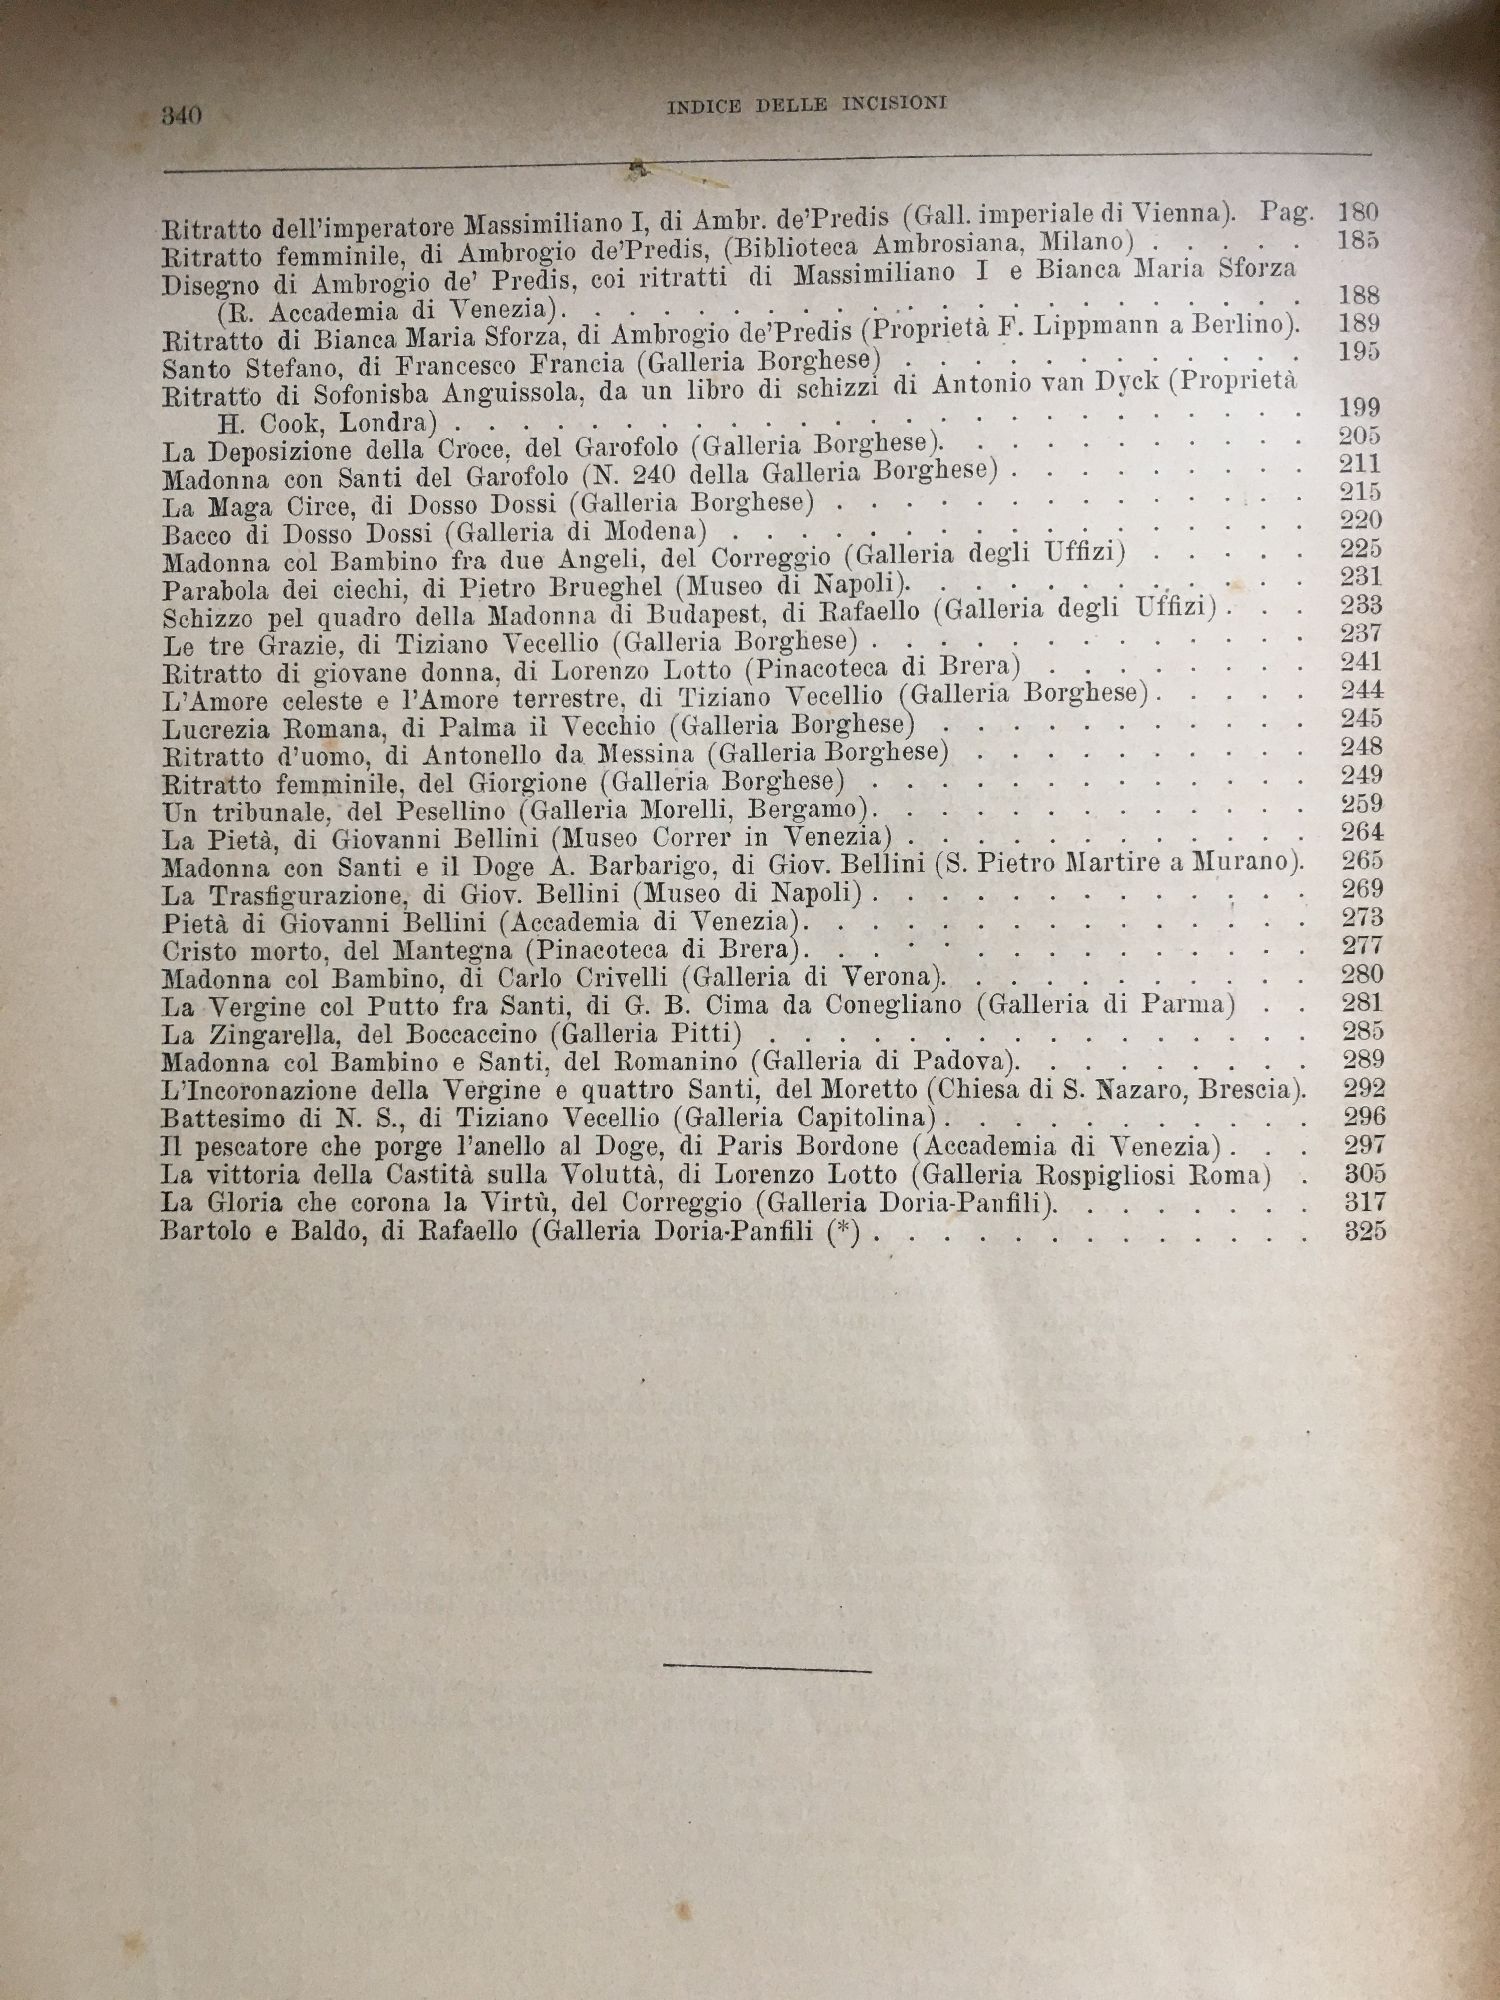 340
INDICE DELLE INCISIONI
Ritratto dell'imperatore Massimiliano I, di Ambr. de'Predis (Gall. imperiale di Vienna). Pag. 180
Ritratto femminile, di Ambrogio de'Predis, (Biblioteca Ambrosiana, Milano) . . . . . 185
Disegno di Ambrogio de' Predis, coi ritratti di Massimiliano I e Bianca Maria Sforza
(R. Accademia di Venezia). . . . . . . . . . . . . . . . . . . . 188
Ritratto di Bianca Maria Sforza, di Ambrogio de'Predis (Proprietà F. Lippmann a Berlino). 189
Santo Stefano, di Francesco Francia (Galleria Borghese) . . . . . . . . . . . . 195
Ritratto di Sofonisba Anguissola, da un libro di schizzi di Antonio van Dyck (Proprietà
H. Cook, Londra) . . . . . . . . . . . . . . . . . . . . . . . . 199
La Deposizione della Croce, del Garofolo (Galleria Borghese). . . . . . . . . . . 205
Madonna con Santi del Garofolo (N. 240 della Galleria Borghese) . . . . . . . . . 211
La Maga Circe, di Dosso Dossi (Galleria Borghese) . . . . . . . . . . . . . . 215
Bacco di Dosso Dossi (Galleria di Modena) . . . . . . . . . . . . . . . . . 220
Madonna col Bambino fra due Angeli, del Correggio (Galleria degli Uffizi) . . . . . 225
Parabola dei ciechi, di Pietro Brueghel (Museo di Napoli). . . . . . . . . . . . 231
Schizzo pel quadro della Madonna di Budapest, di Rafaello (Galleria degli Uffizi) . . . 233
Le tre Grazie, di Tiziano Vecellio (Galleria Borghese) . . . . . . . . . . . . . 237
Ritratto di giovane donna, di Lorenzo Lotto (Pinacoteca di Brera) . . . . . . . . 241
L'Amore celeste e l'Amore terrestre, di Tiziano Vecellio (Galleria Borghese) . . . . . 244
Lucrezia Romana, di Palma il Vecchio (Galleria Borghese) . . . . . . . . . . . 245
Ritratto d'uomo, di Antonello da Messina (Galleria Borghese) . . . . . . . . . . 248
Ritratto femminile, del Giorgione (Galleria Borghese) . . . . . . . . . . . . . 249
Un tribunale, del Pesellino (Galleria Morelli, Bergamo). . . . . . . . . . . . . 259
La Pietà, di Giovanni Bellini (Museo Correr in Venezia) . . . . . . . . . . . . 264
Madonna con Santi e il Doge A. Barbarigo, di Giov. Bellini (S. Pietro Martire a Murano). 265
La Trasfigurazione, di Giov. Bellini (Museo di Napoli) . . . . . . . . . . . . . 269
Pietà di Giovanni Bellini (Accademia di Venezia). . . . . . . . . . . . . . . 273
Cristo morto, del Mantegna (Pinacoteca di Brera). . . . . . . . . . . . . . . 277
Madonna col Bambino, di Carlo Crivelli (Galleria di Verona). . . . . . . . . . . 280
La Vergine col Putto fra Santi, di G. B. Cima da Conegliano (Galleria di Parma) . . 281
La Zingarella, del Boccaccino (Galleria Pitti) . . . . . . . . . . . . . . . . 285
Madonna col Bambino e Santi, del Romanino (Galleria di Padova). . . . . . . . . 289
L'Incoronazione della Vergine e quattro Santi, del Moretto (Chiesa di S. Nazaro, Brescia). 292
Battesimo di N. S., di Tiziano Vecellio (Galleria Capitolina) . . . . . . . . . . . 296
Il pescatore che porge l'anello al Doge, di Paris Bordone (Accademia di Venezia) . . . 297
La vittoria della Castità sulla Voluttà, di Lorenzo Lotto (Galleria Rospigliosi Roma) . 305
La Gloria che corona la Virtù, del Correggio (Galleria Doria-Panfili). . . . . . . . 317
Bartolo e Baldo, di Rafaello (Galleria Doria-Panfili (*) . . . . . . . . . . . . . 325